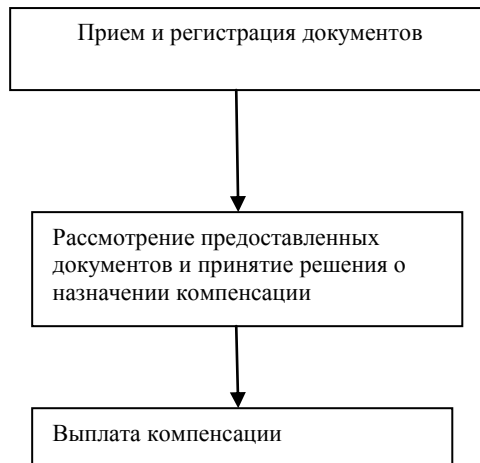 Прием и регистрация документов
Рассмотрение предоставленных
документов и принятие решения о
назначении компенсации
Выплата компенсации